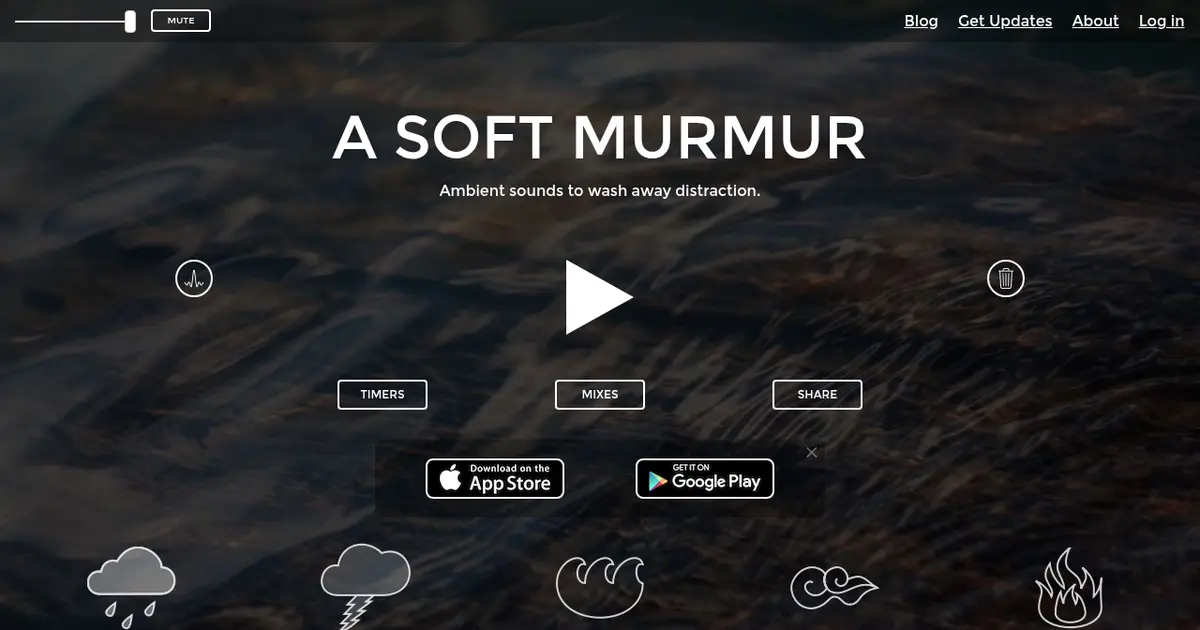 MUTE
Blog
Get Updates
About
Log in
A SOFT MURMUR
Ambient sounds to wash away distraction.
TIMERS
MIXES
SHARE
Download on the
App Store
GET IT ON
Google Play